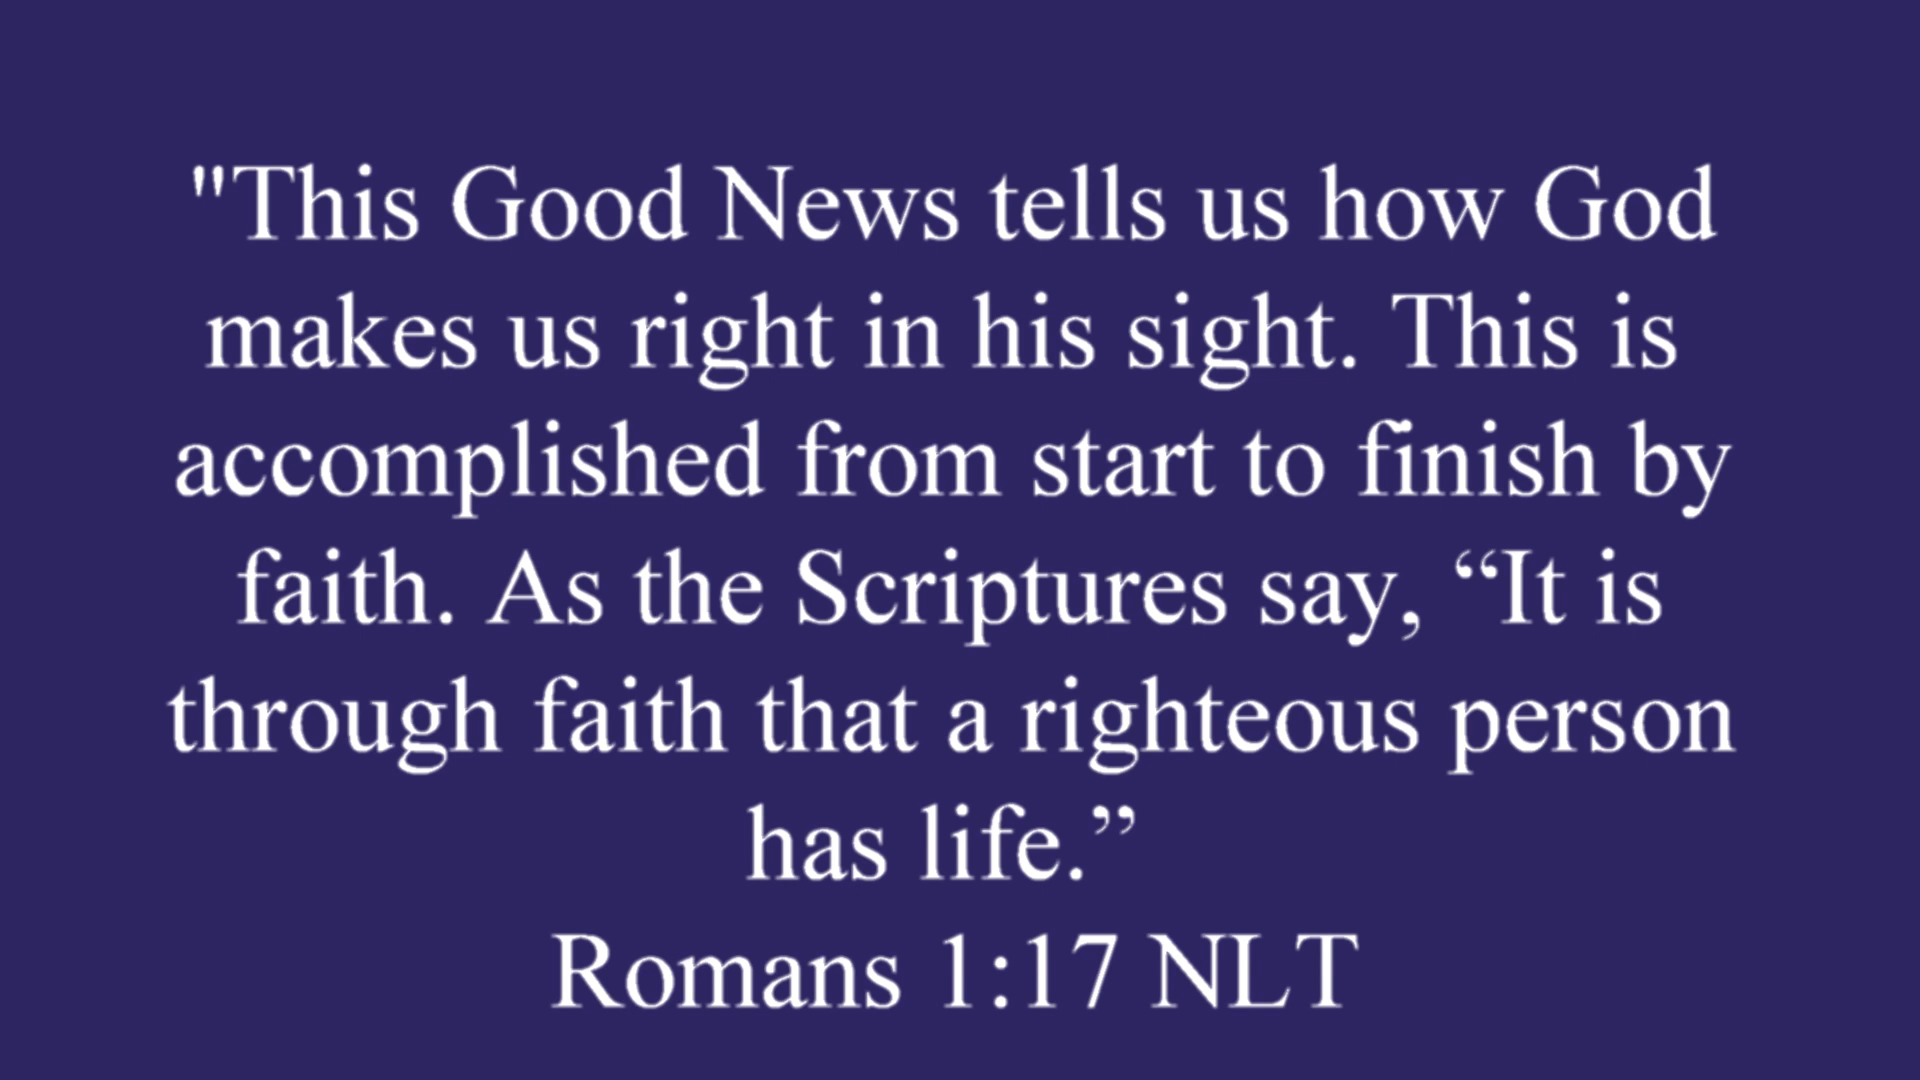 "This Good News tells us how God
makes us right in his sight. This is
accomplished from start to finish by
faith. As the Scriptures say, “It is
through faith that a righteous person
has life.”
Romans 1:17 NLT